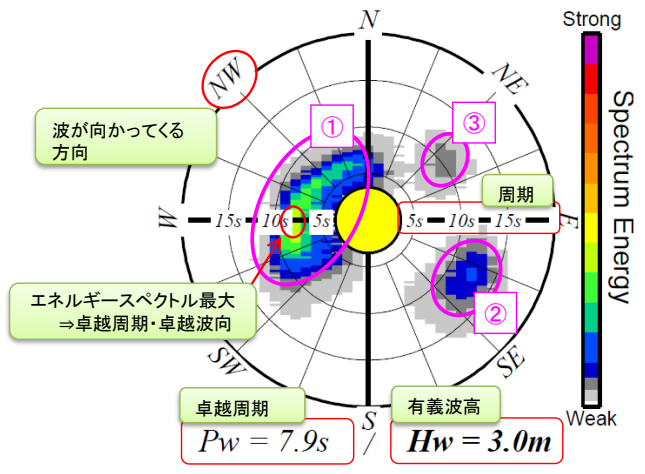 N
Strong
NW
NE
①
③
波が向かってくる
方向
周期
W
15s
10s
5s
5s
10s
15s
E
Spectrum Energy
エネルギースペクトル最大
⇒卓越周期・卓越波向
②
SW
SE
卓越周期
S
有義波高
Weak
Pw = 7.9s / Hw = 3.0m